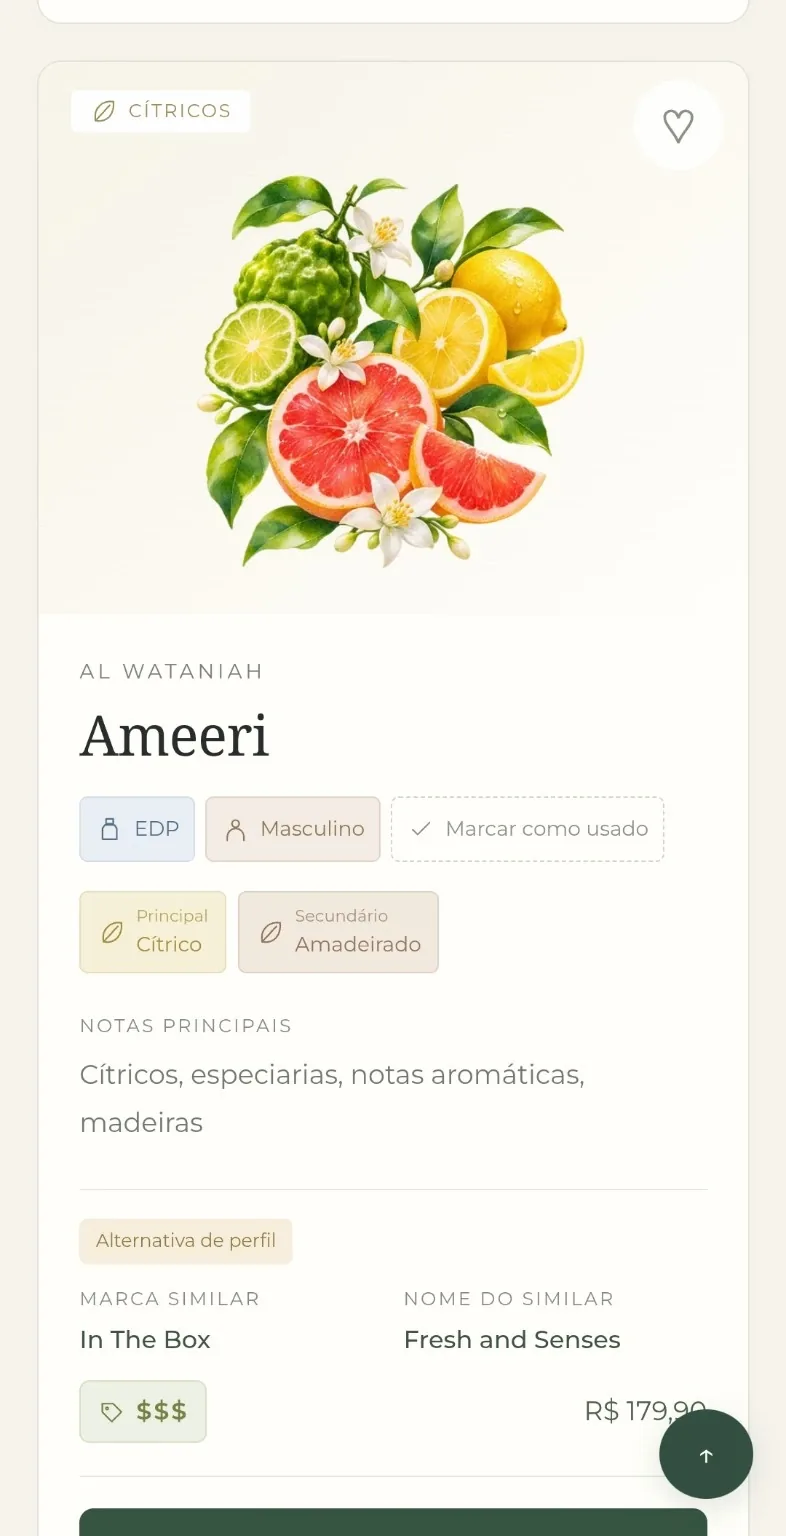 CÍTRICOS
AL WATANIAH
Ameeri
EDP
Masculino
Marcar como usado
Principal
Cítrico
Secundário
Amadeirado
NOTAS PRINCIPAIS
Cítricos, especiarias, notas aromáticas,
madeiras
Alternativa de perfil
MARCA SIMILAR
In The Box
NOME DO SIMILAR
Fresh and Senses
$$$
R$ 179,90